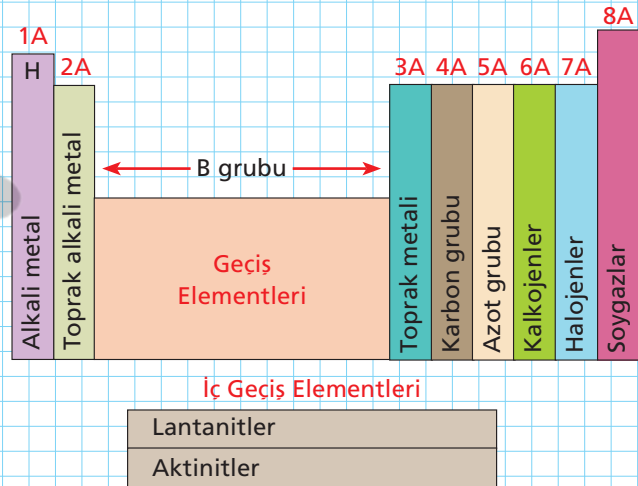 8A
1A
H
2A
3A 4A 5A 6A 7A
B grubu
Alkali metal
Toprak alkali metal
Geçiş
Elementleri
Toprak metali
Karbon grubu
Azot grubu
Kalkojenler
Halojenler
Soygazlar
İç Geçiş Elementleri
Lantanitler
Aktinitler